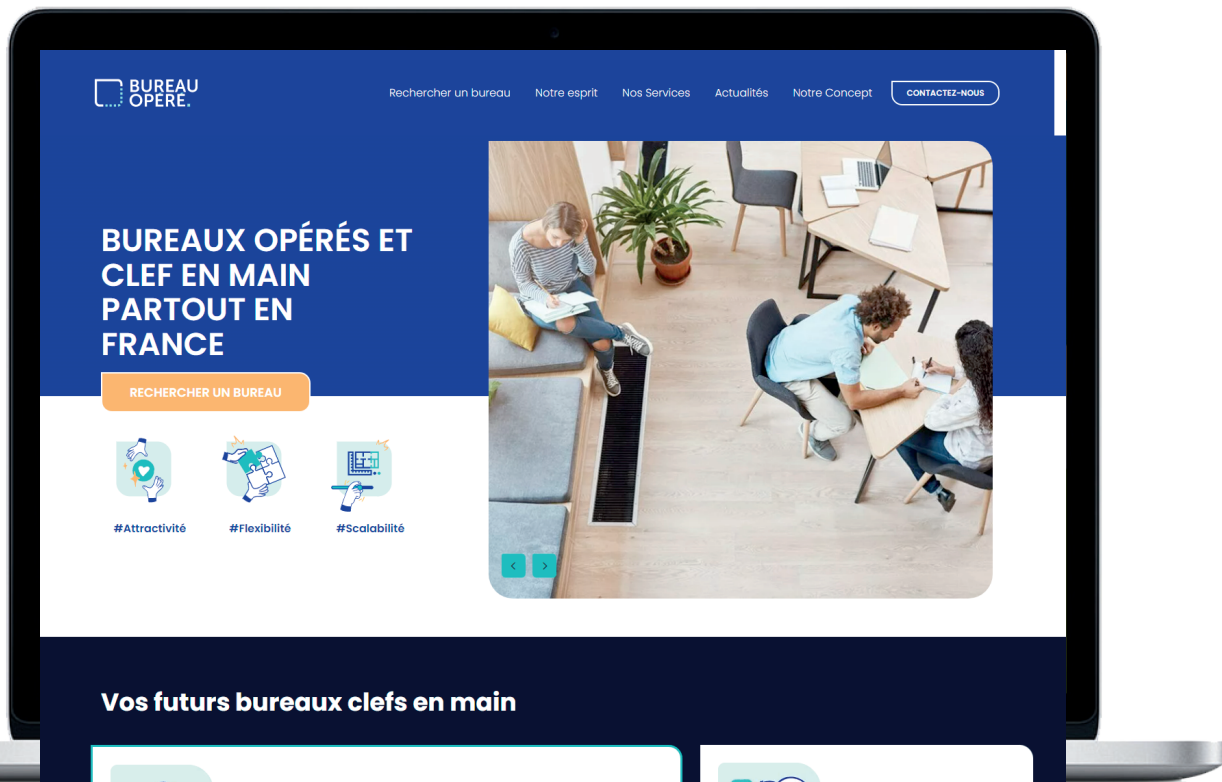 BUREAU
OPÉRÉ.
Rechercher un bureau Notre esprit Nos Services Actualités Notre Concept CONTACTEZ-NOUS
BUREAUX OPÉRÉS ET
CLEF EN MAIN
PARTOUT EN
FRANCE
RECHERCHER UN BUREAU
#Attractivité #Flexibilité #Scalabilité
Vos futurs bureaux clefs en main